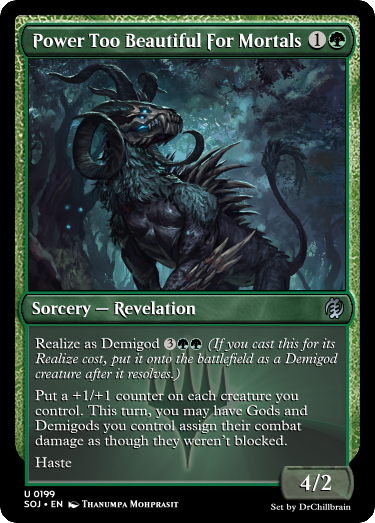 Power Too Beautiful For Mortals 1
Sorcery — Revelation
Realize as Demigod 3 (If you cast this for its
Realize cost, put it onto the battlefield as a Demigod
creature after it resolves.)
Put a +1/+1 counter on each creature you
control. This turn, you may have Gods and
Demigods you control assign their combat
damage as though they weren't blocked.
Haste
4/2
U 0199
SOJ • EN Thanumpa Mohprasit
Set by DrChillbrain